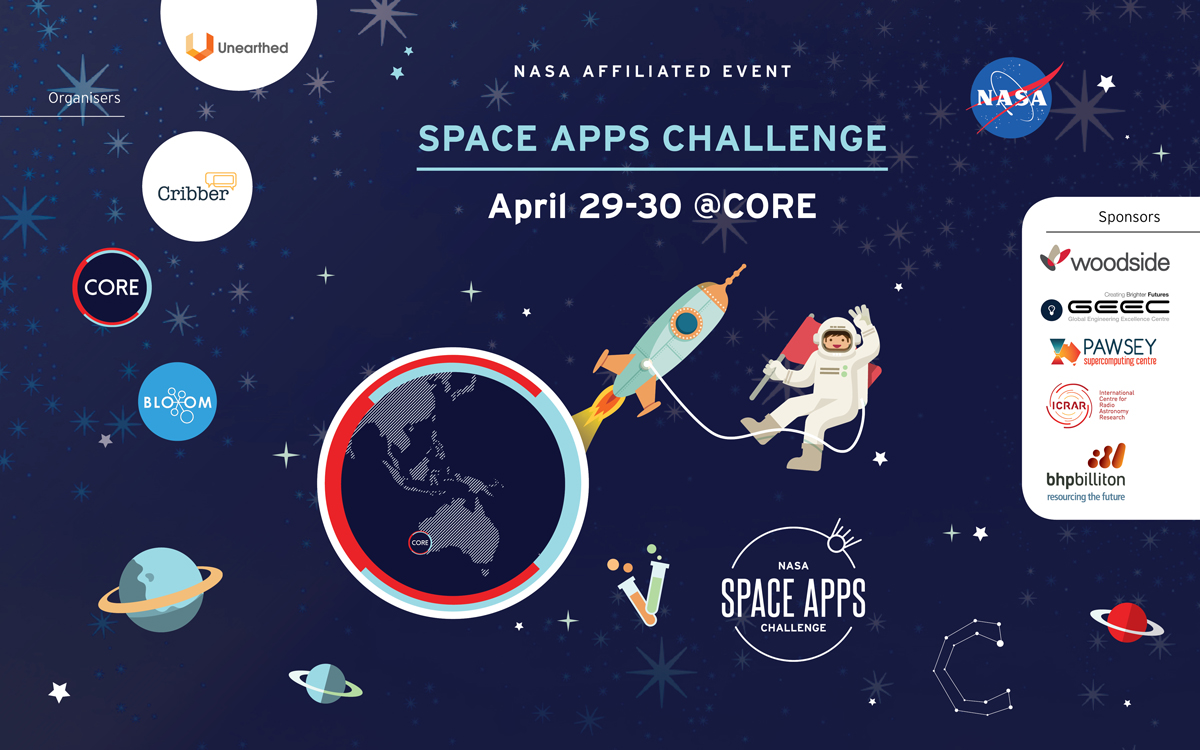 Unearthed
Organisers
Cribber
CORE
BLOXOM
NASA AFFILIATED EVENT
SPACE APPS CHALLENGE
April 29-30 @CORE
NASA
Sponsors
woodside
Creating Brighter Futures
GEEC
Global Engineering Excellence Centre
PAWSEY
supercomputing centre
ICRAR
International
Centre for
Radio
Astronomy
Research
bhpbilliton
resourcing the future
CORE
NASA
SPACE APPS
CHALLENGE